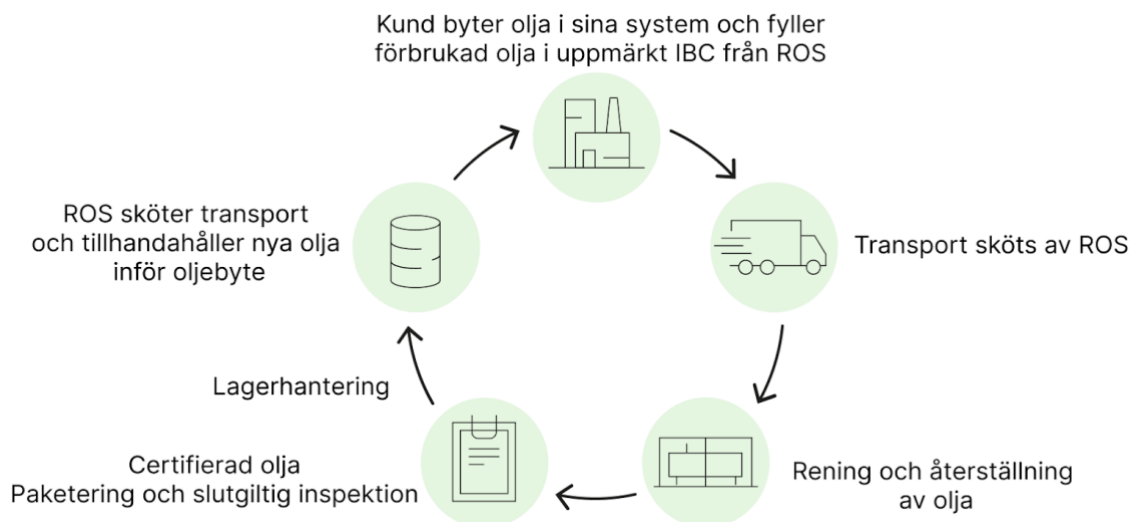 Kund byter olja i sina system och fyller
förbrukad olja i uppmärkt IBC från ROS
Transport sköts av ROS
Rening och återställning
av olja
Certifierad olja
Paketering och slutgiltig inspektion
Lagerhantering
ROS sköter transport
och tillhandahåller nya olja
inför oljebyte